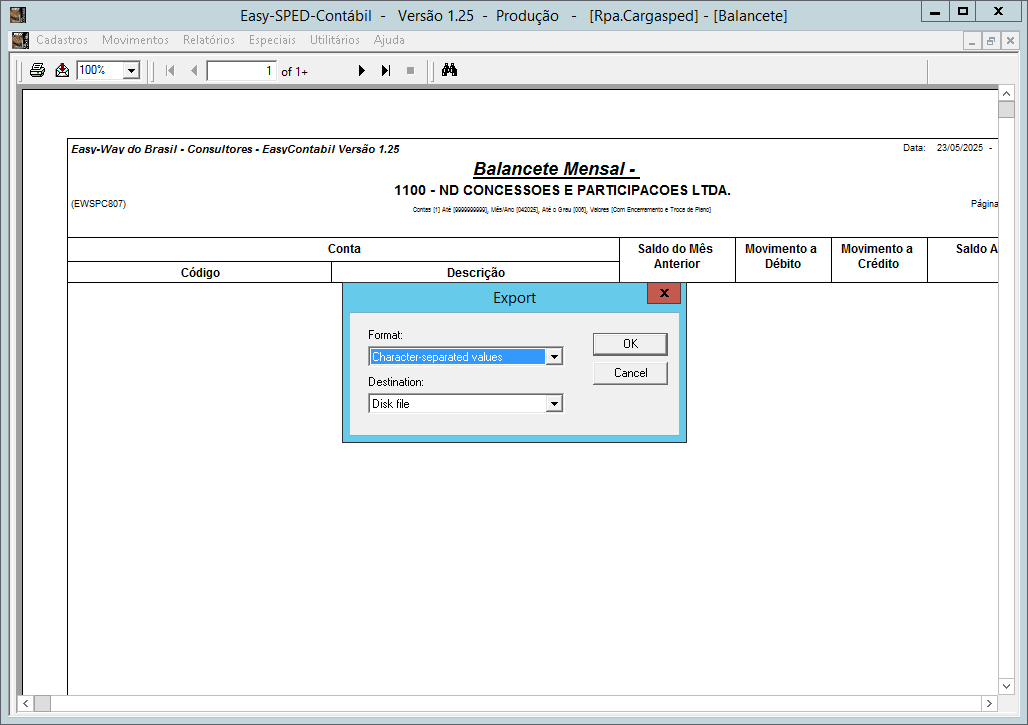 Easy-SPED-Contábil - Versão 1.25 - Produção - [Rpa.Cargasped] - [Balancete]
Cadastros Movimentos Relatórios Especiais Utilitários Ajuda
100% 1 of 1+
Easy-Way do Brasil - Consultores - EasyContabil Versão 1.25
Data: 23/05/2025 -
Balancete Mensal -
1100 - ND CONCESSOES E PARTICIPACOES LTDA.
(EWSPC807)
Página
Contas [1] Até [9999999999], Mês/Ano [042025], Até o Grau [006], Valores [Com Encerramento e Troca de Plano]
Conta
Código
Descrição
Saldo do Mês
Anterior
Movimento a
Débito
Movimento a
Crédito
Saldo A
Export
Format:
Character-separated values
Destination:
Disk file
OK
Cancel